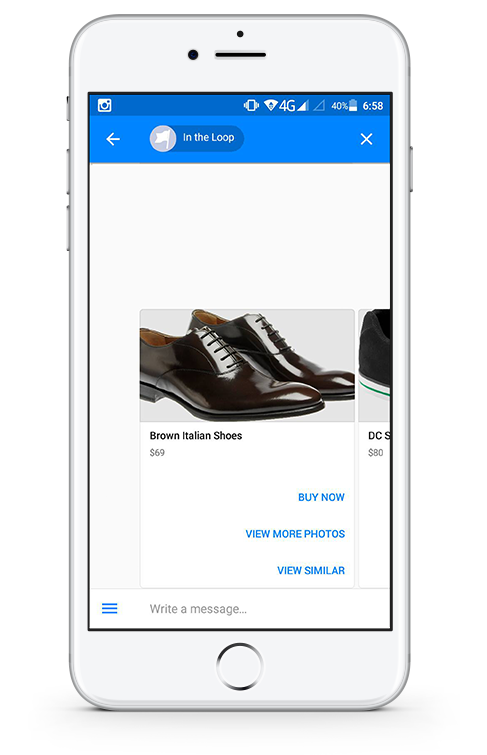 4G 40% 6:58
In the Loop
Brown Italian Shoes
$69
DC S
$80
BUY NOW
VIEW MORE PHOTOS
VIEW SIMILAR
Write a message...